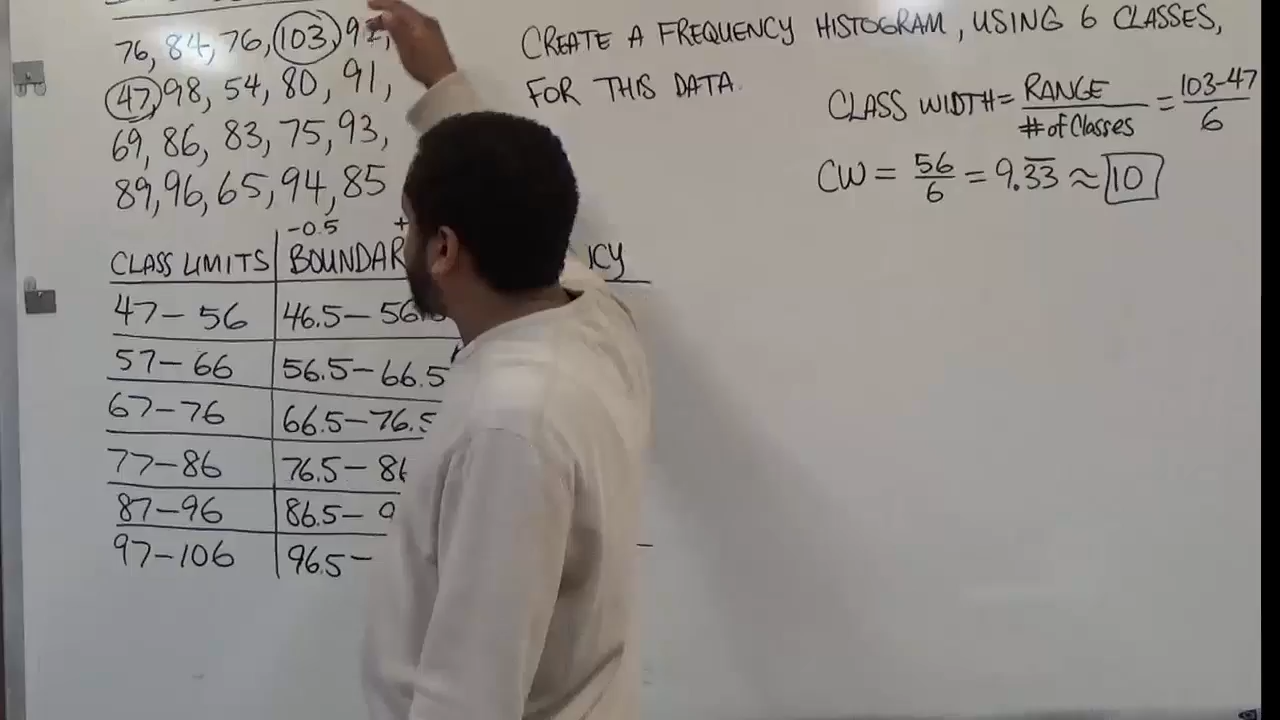 76, 84, 76, 103, 9
47, 98, 54, 80, 91,
69, 86, 83, 75, 93,
89, 96, 65, 94, 85
CREATE A FREQUENCY HISTOGRAM, USING 6 CLASSES,
FOR THIS DATA.
CLASS WIDTH = RANGE / # of Classes = 103-47 / 6
CW = 56 / 6 = 9.33 ≈ 10
-0.5 +
CLASS LIMITS BOUNDAR ICY
47-56 46.5-56.5
57-66 56.5-66.5
67-76 66.5-76.5
77-86 76.5-86
87-96 86.5-9
97-106 96.5-